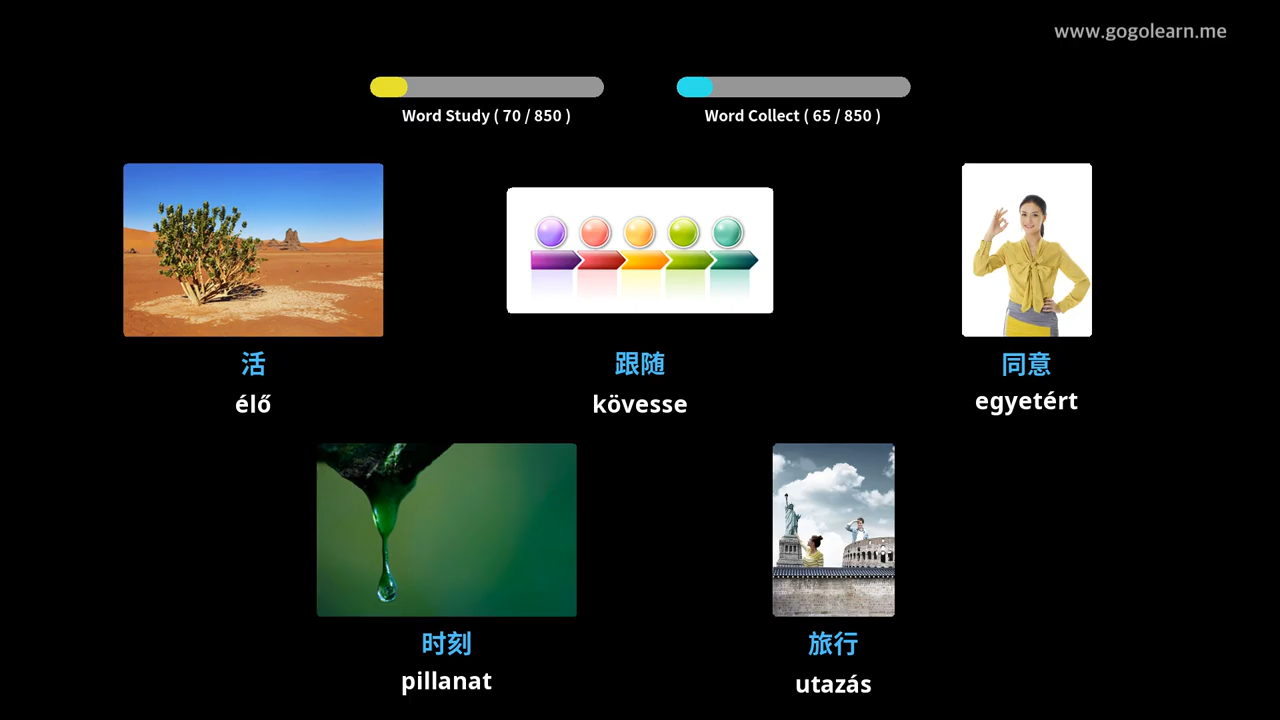 www.gogolearn.me
Word Study ( 70 / 850 )
Word Collect ( 65 / 850 )
活
élő
跟随
kövesse
同意
egyetért
时刻
pillanat
旅行
utazás